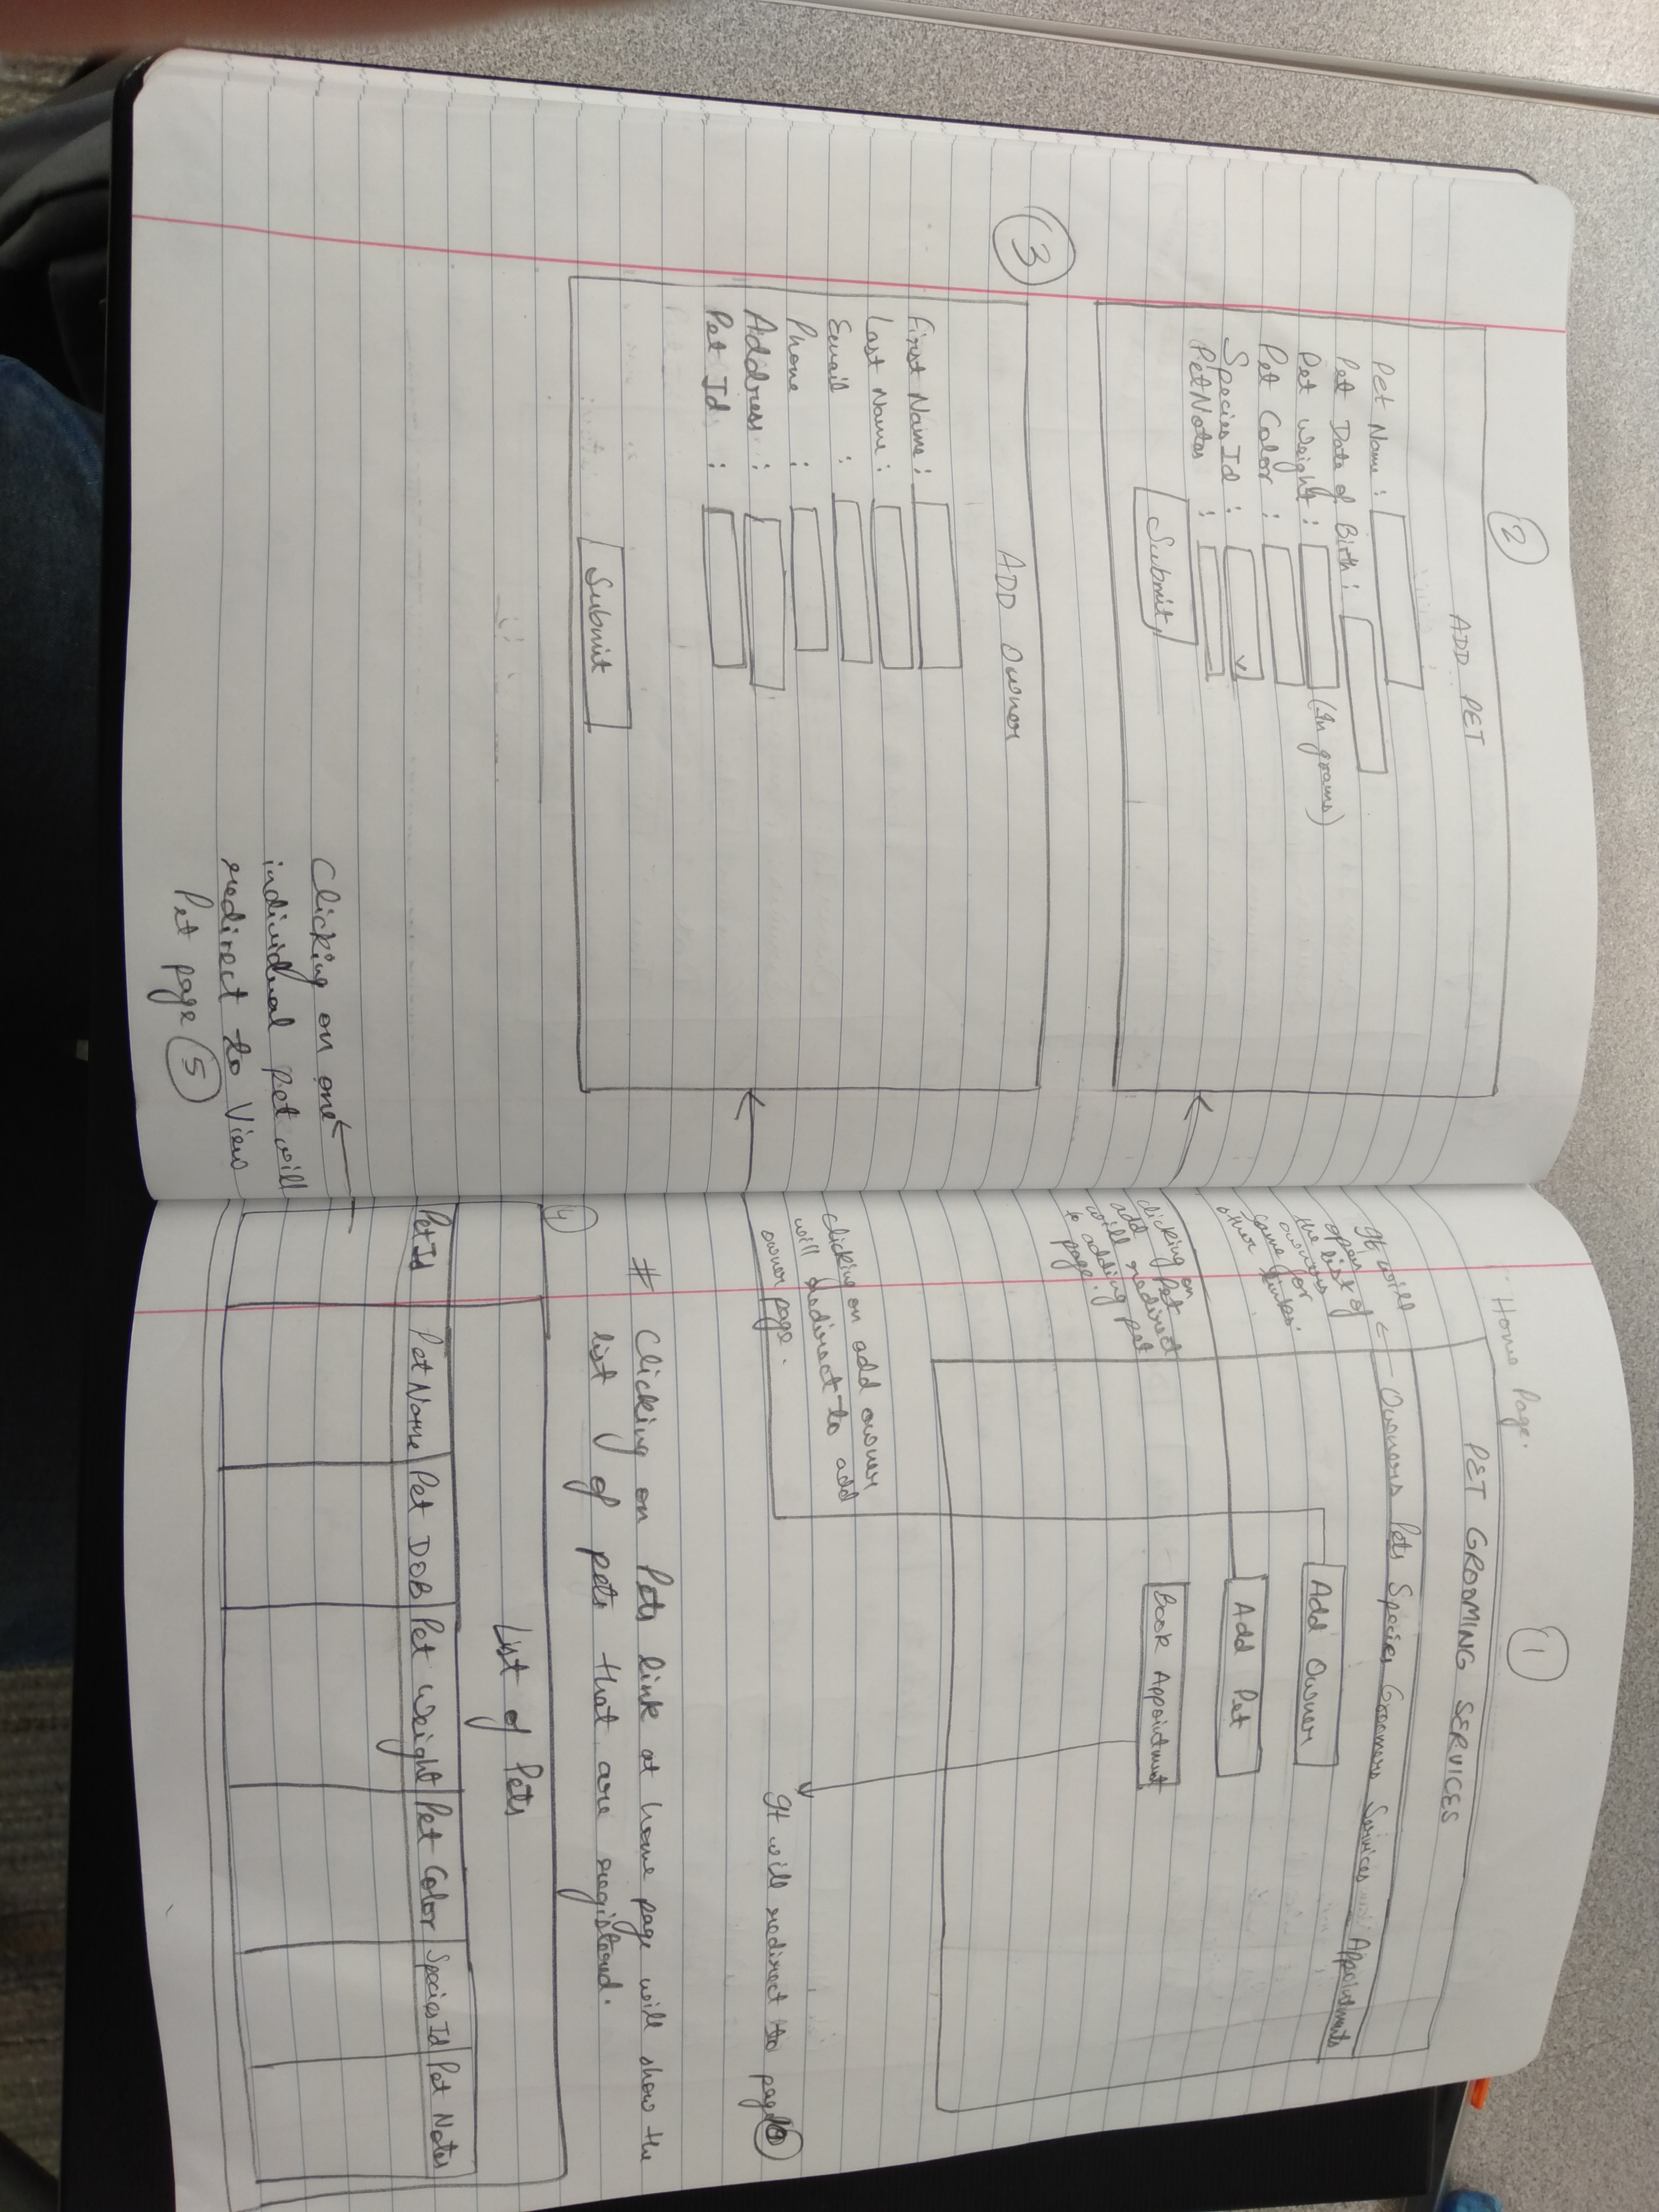 2
ADD PET
Pet Name :
Pet Date of Birth :
Pet Weight : (In grams)
Pet Color :
Species Id :
PetNotes :
Submit
3
ADD Owner
First Name :
Last Name :
Email :
Phone :
Address :
Pet Id :
Submit
Clicking on one
individual Pet will
redirect to View
Pet page 5
1
Home Page.
PET GROOMING SERVICES
Owners Pets Species Groomers Services Appointments
It will
open
the list of
owners
same for
other links.
Add Owner
Add Pet
Book Appointment
clicking on
add Pet
will redirect
to adding pet
page.
clicking on add owner
will redirect to add
owner page.
It will redirect to page
# Clicking on Pets link at home page will show the
list of pets that are registered.
4
List of Pets
Pet Id Pet Name Pet DOB Pet Weight Pet Color Species Id Pet Notes